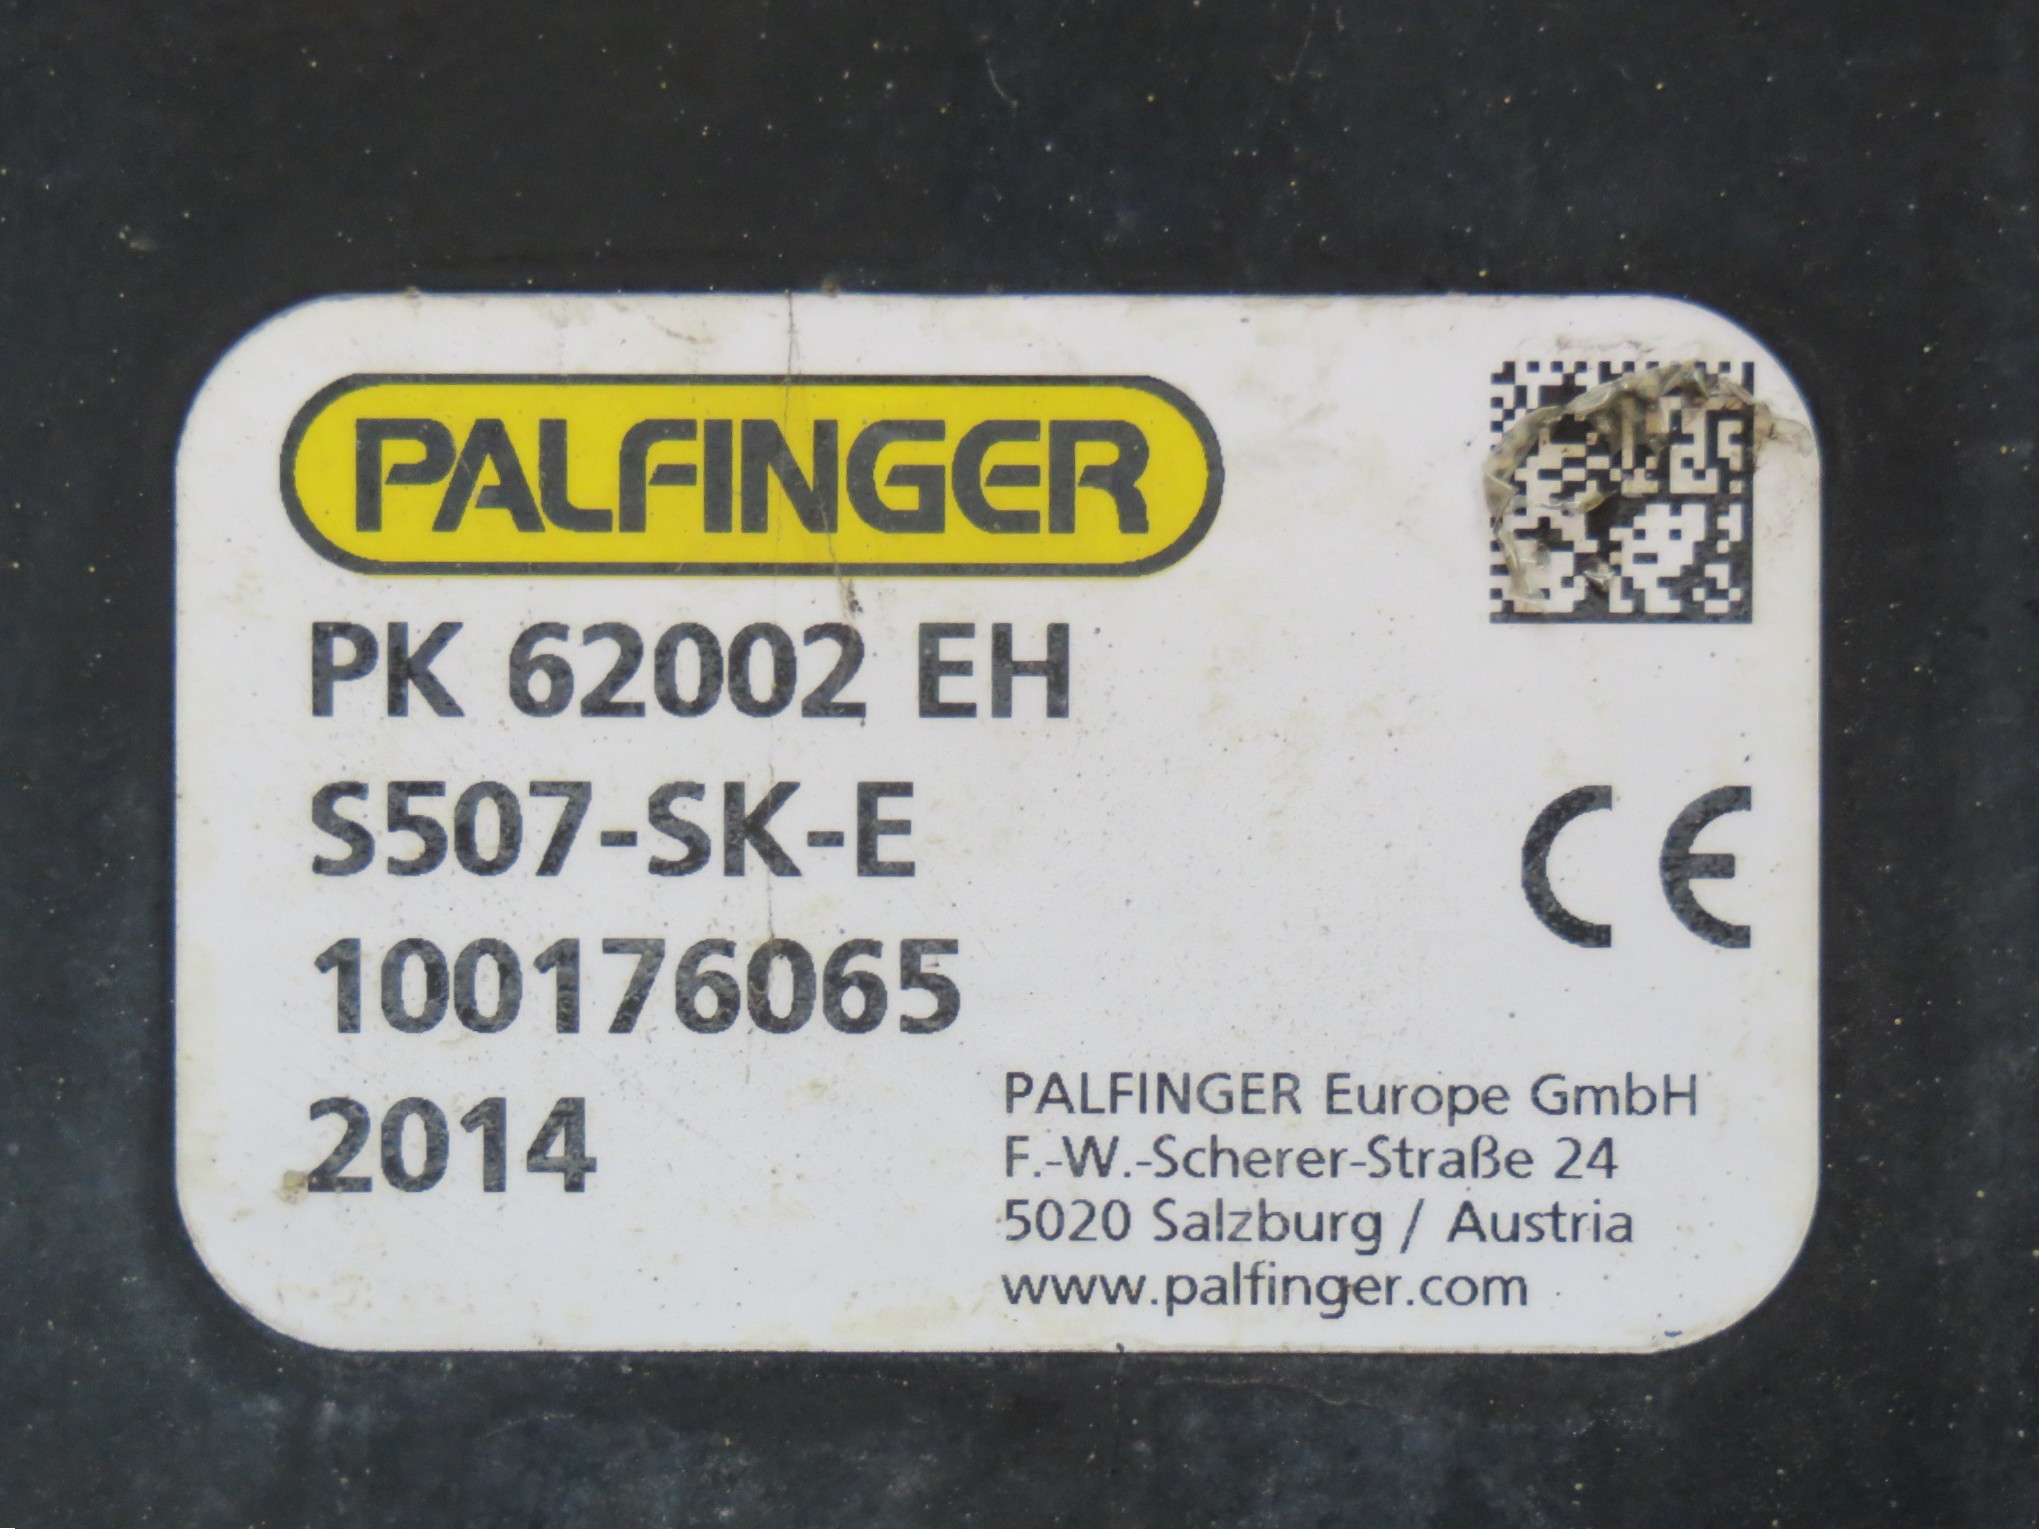 PALFINGER
PK 62002 EH
S507-SK-E
100176065
2014
CE
PALFINGER Europe GmbH
F.-W.-Scherer-Straße 24
5020 Salzburg / Austria
www.palfinger.com